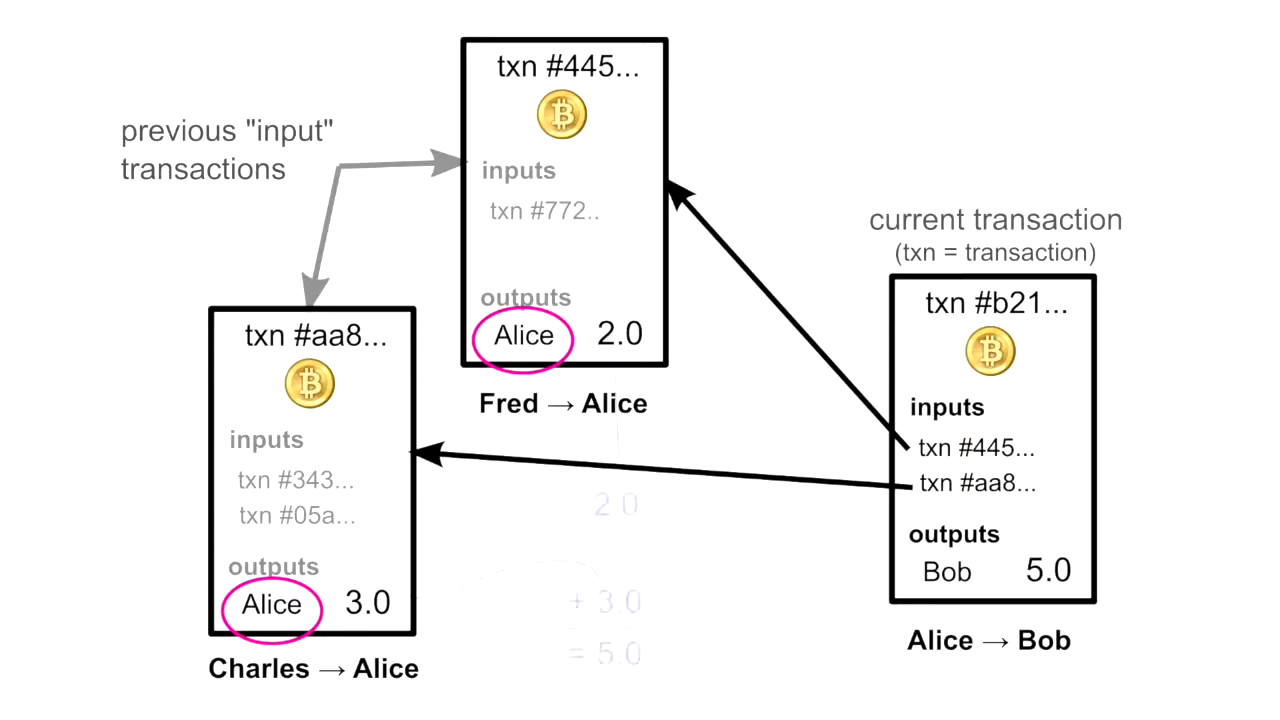 previous "input"
transactions
txn #445...
inputs
txn #772..
outputs
Alice 2.0
Fred → Alice
txn #aa8...
inputs
txn #343...
txn #05a...
outputs
Alice 3.0
Charles → Alice
2.0
+ 3.0
= 5.0
current transaction
(txn = transaction)
txn #b21...
inputs
txn #445...
txn #aa8...
outputs
Bob 5.0
Alice → Bob